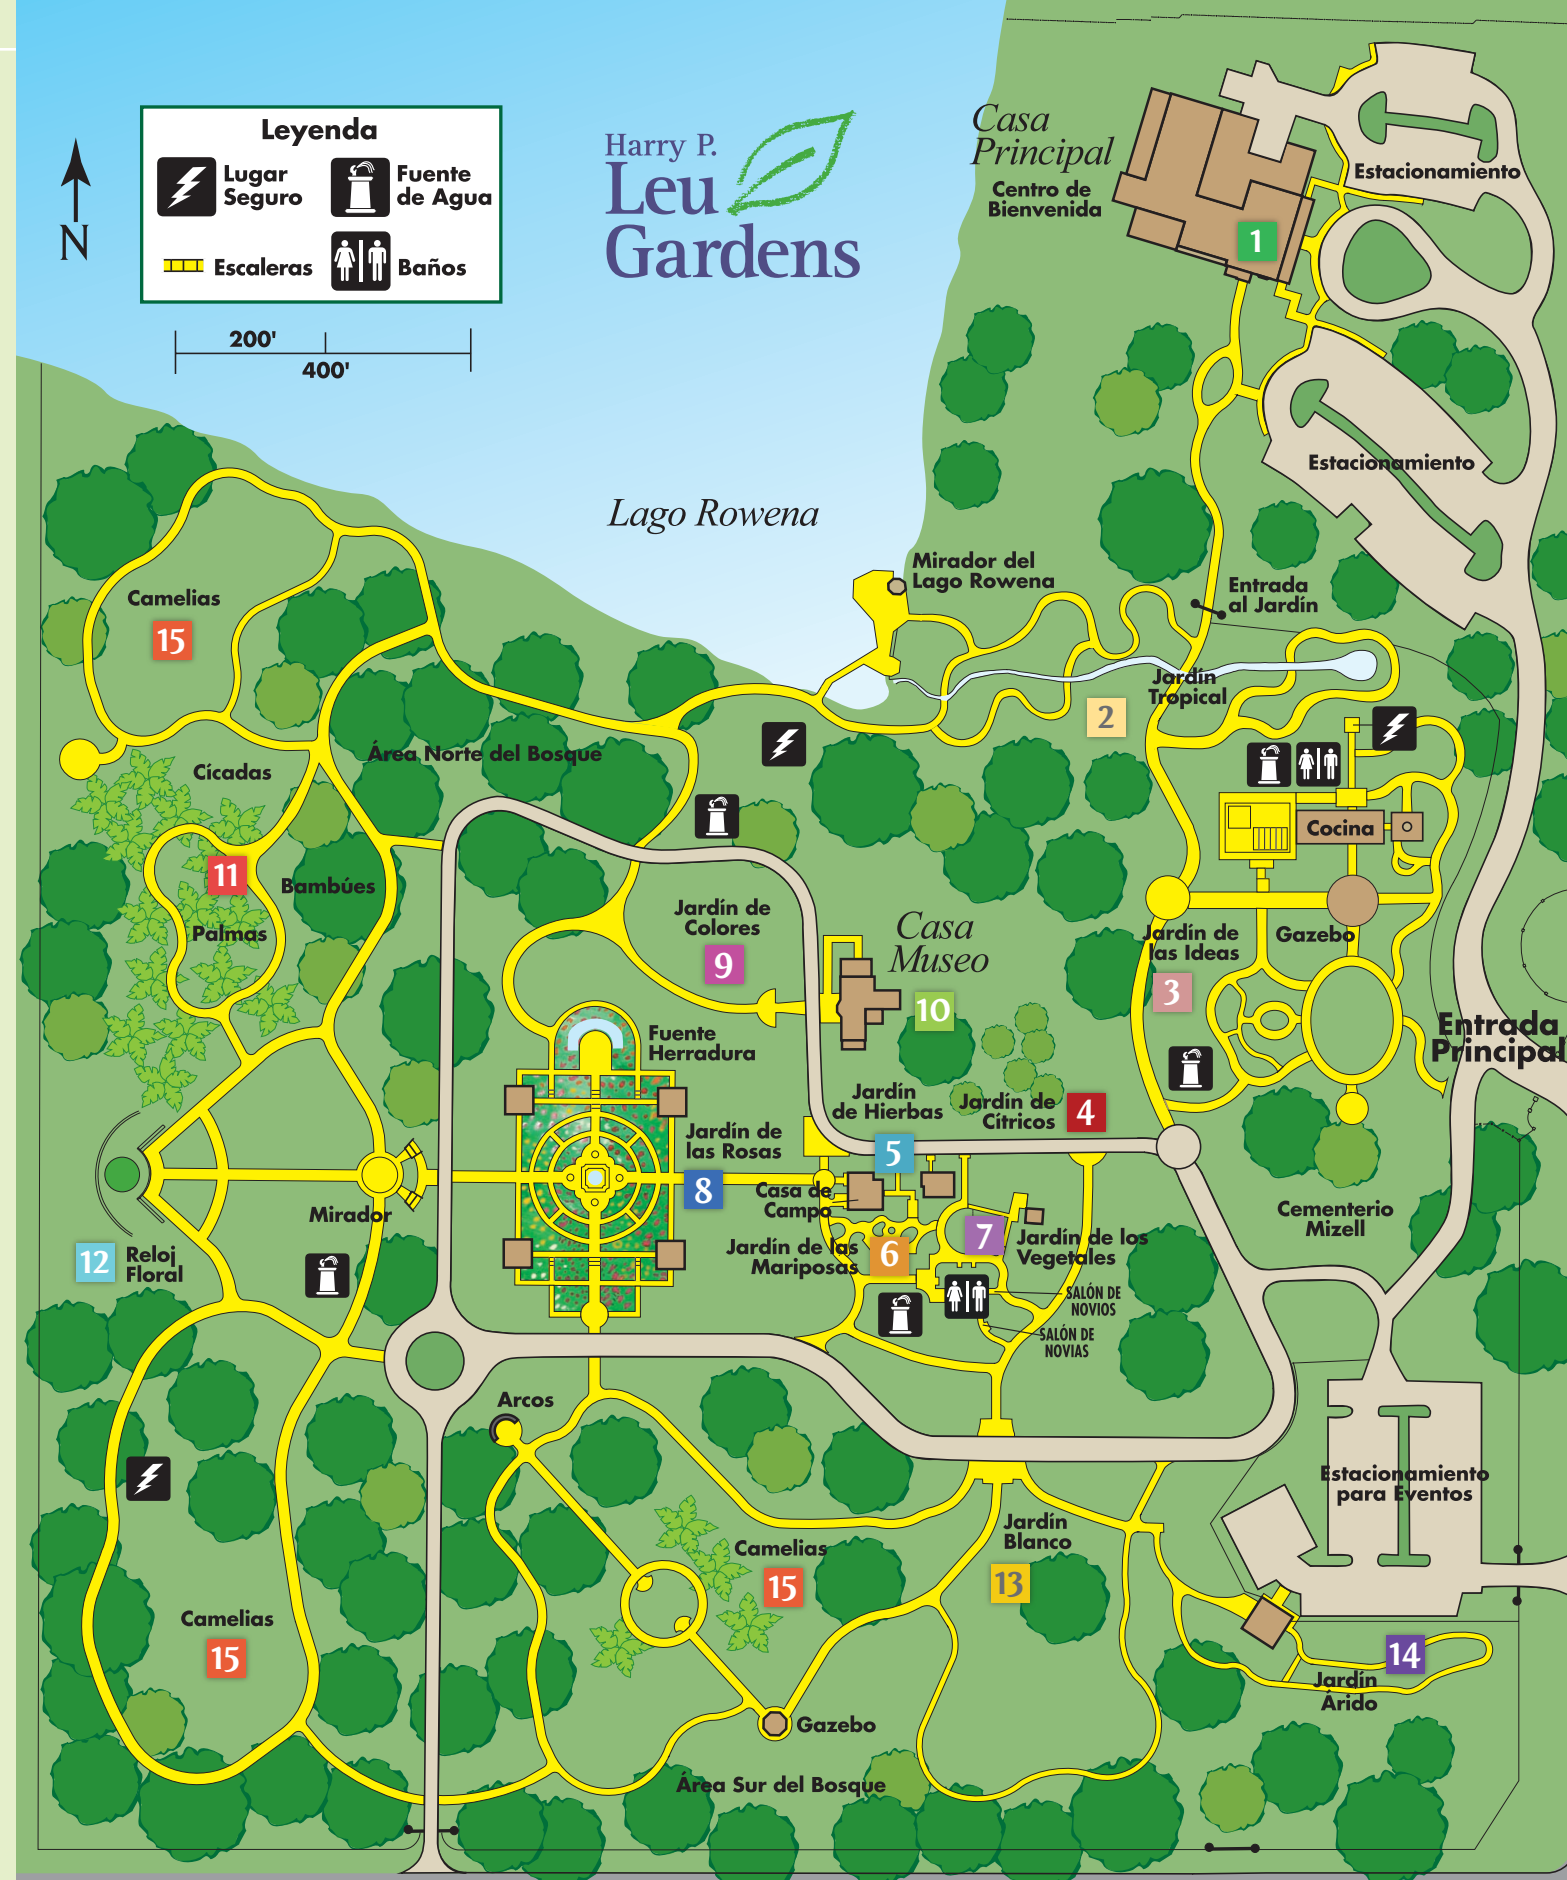 Leyenda
Lugar
Seguro
Fuente
de Agua
Escaleras
Baños
N
200'
400'
Harry P.
Leu
Gardens
Casa
Principal
Centro de
Bienvenida
1
Estacionamiento
Estacionamiento
Lago Rowena
Mirador del
Lago Rowena
Entrada
al Jardín
Camelias
15
Jardín
Tropical
2
Área Norte del Bosque
Cícadas
Cocina
11
Bambúes
Palmas
Jardín de
Colores
9
Casa
Museo
10
Jardín de
las Ideas
3
Gazebo
Entrada
Principal
Fuente
Herradura
Jardín
de Hierbas
5
Jardín de
Cítricos
4
Jardín de
las Rosas
8
Casa de
Campo
Mirador
Jardín de las
Mariposas
6
7
Jardín de los
Vegetales
Cementerio
Mizell
12
Reloj
Floral
SALÓN DE
NOVIOS
SALÓN DE
NOVIAS
Arcos
Estacionamiento
para Eventos
Jardín
Blanco
13
Camelias
15
Camelias
15
14
Jardín
Árido
Gazebo
Área Sur del Bosque